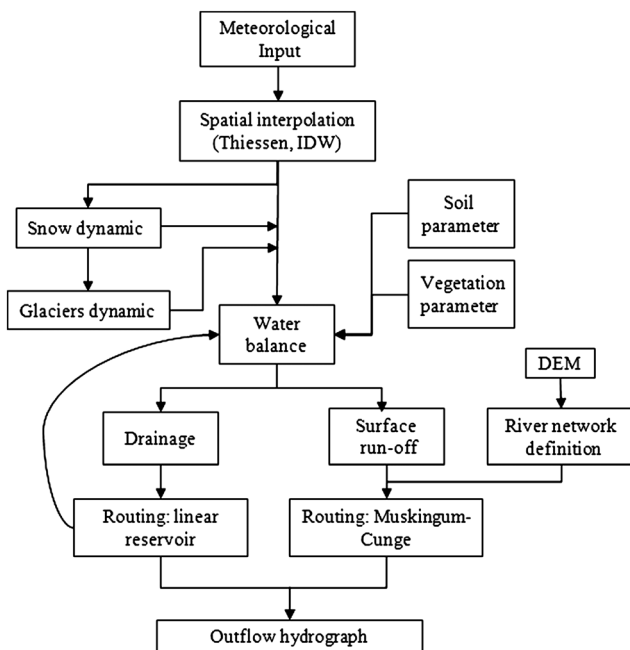 Meteorological
Input
Spatial interpolation
(Thiessen, IDW)
Snow dynamic
Soil
parameter
Glaciers dynamic
Vegetation
parameter
Water
balance
DEM
Drainage
Surface
run-off
River network
definition
Routing: linear
reservoir
Routing: Muskingum-
Cunge
Outflow hydrograph